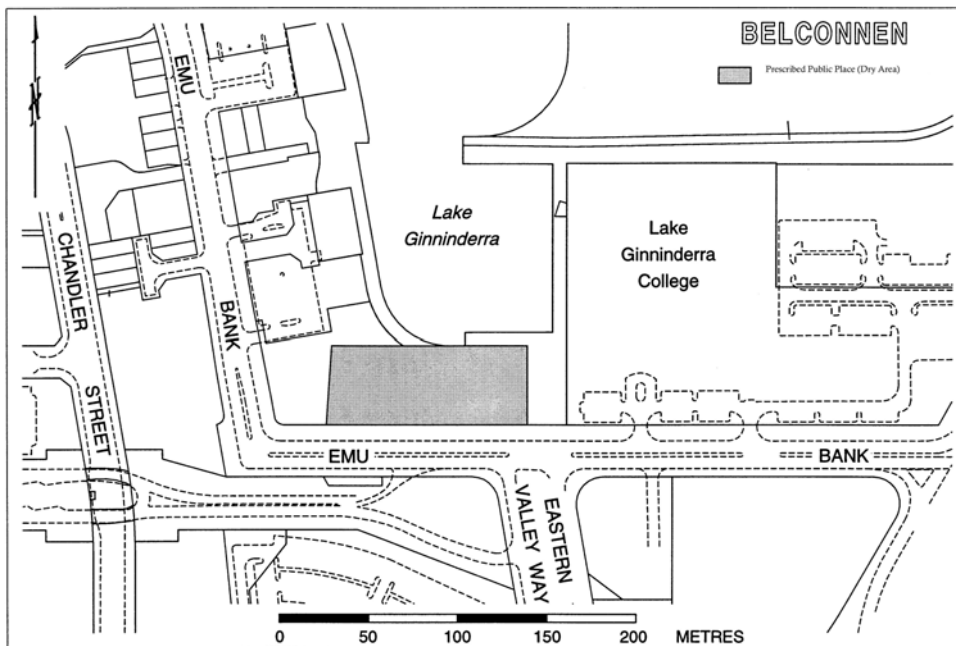 BELCONNEN
Prescribed Public Place (Dry Area)
EMU
BANK
CHANDLER
STREET
Lake
Ginninderra
Lake
Ginninderra
College
EMU
BANK
EASTERN
VALLEY WAY
0 50 100 150 200 METRES